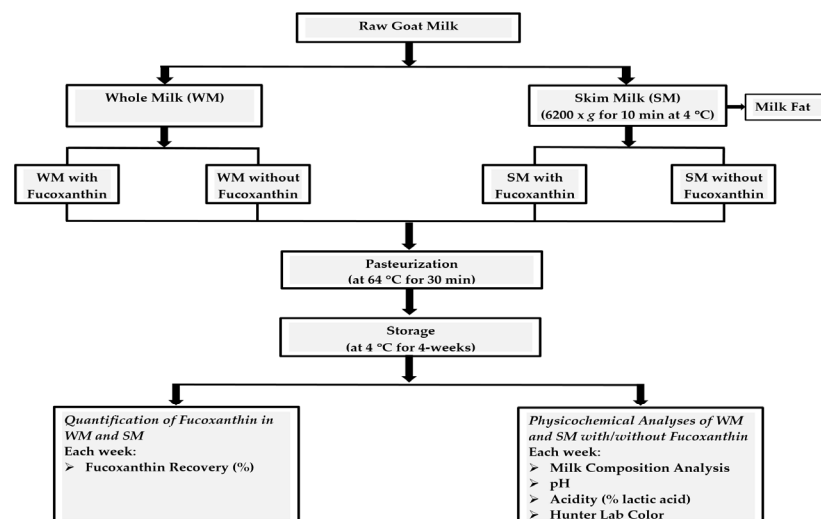 Raw Goat Milk
Whole Milk (WM)
Skim Milk (SM)
(6200 x g for 10 min at 4 °C)
Milk Fat
WM with
Fucoxanthin
WM without
Fucoxanthin
SM with
Fucoxanthin
SM without
Fucoxanthin
Pasteurization
(at 64 °C for 30 min)
Storage
(at 4 °C for 4-weeks)
Quantification of Fucoxanthin in
WM and SM
Each week:
➢ Fucoxanthin Recovery (%)
Physicochemical Analyses of WM
and SM with/without Fucoxanthin
Each week:
➢ Milk Composition Analysis
➢ pH
➢ Acidity (% lactic acid)
➢ Hunter Lab Color